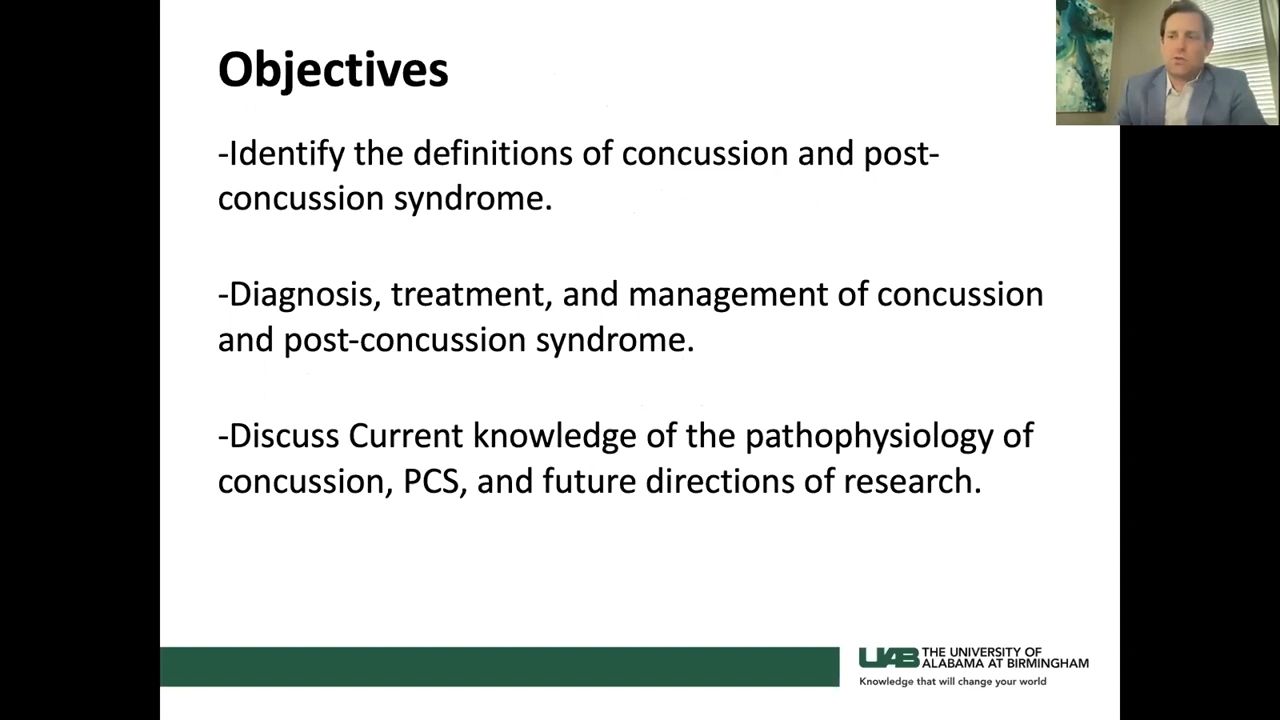 Objectives
-Identify the definitions of concussion and post-
concussion syndrome.
-Diagnosis, treatment, and management of concussion
and post-concussion syndrome.
-Discuss Current knowledge of the pathophysiology of
concussion, PCS, and future directions of research.
UAB THE UNIVERSITY OF
ALABAMA AT BIRMINGHAM
Knowledge that will change your world